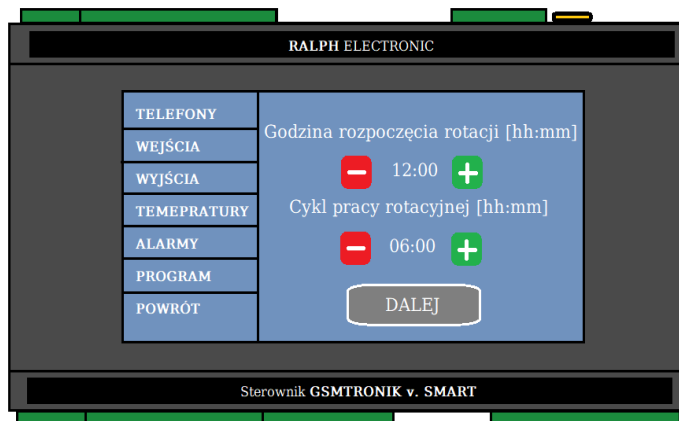 RALPH ELECTRONIC
TELEFONY
WEJŚCIA
WYJŚCIA
TEMEPRATURY
ALARMY
PROGRAM
POWRÓT
Godzina rozpoczęcia rotacji [hh:mm]
12:00
Cykl pracy rotacyjnej [hh:mm]
06:00
DALEJ
Sterownik GSMTRONIK v. SMART